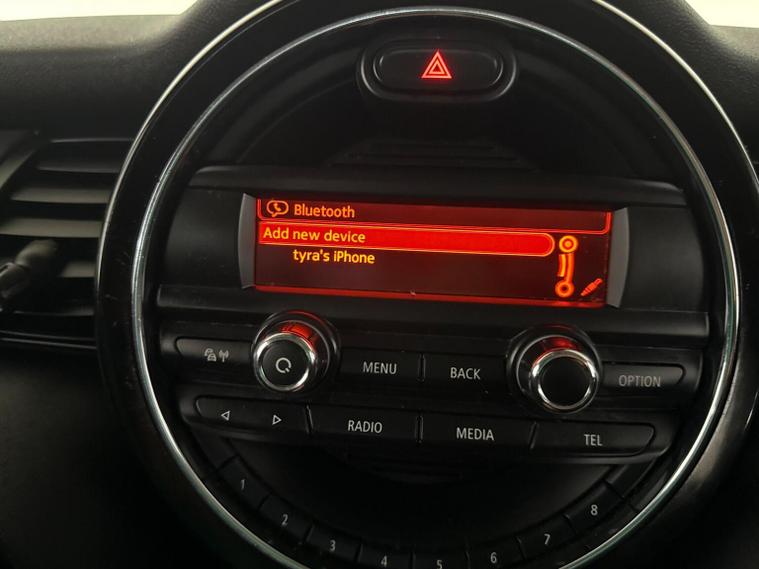 Bluetooth
Add new device
tyra's iPhone
MENU
BACK
OPTION
RADIO
MEDIA
TEL
1
2
3
4
5
6
7
8